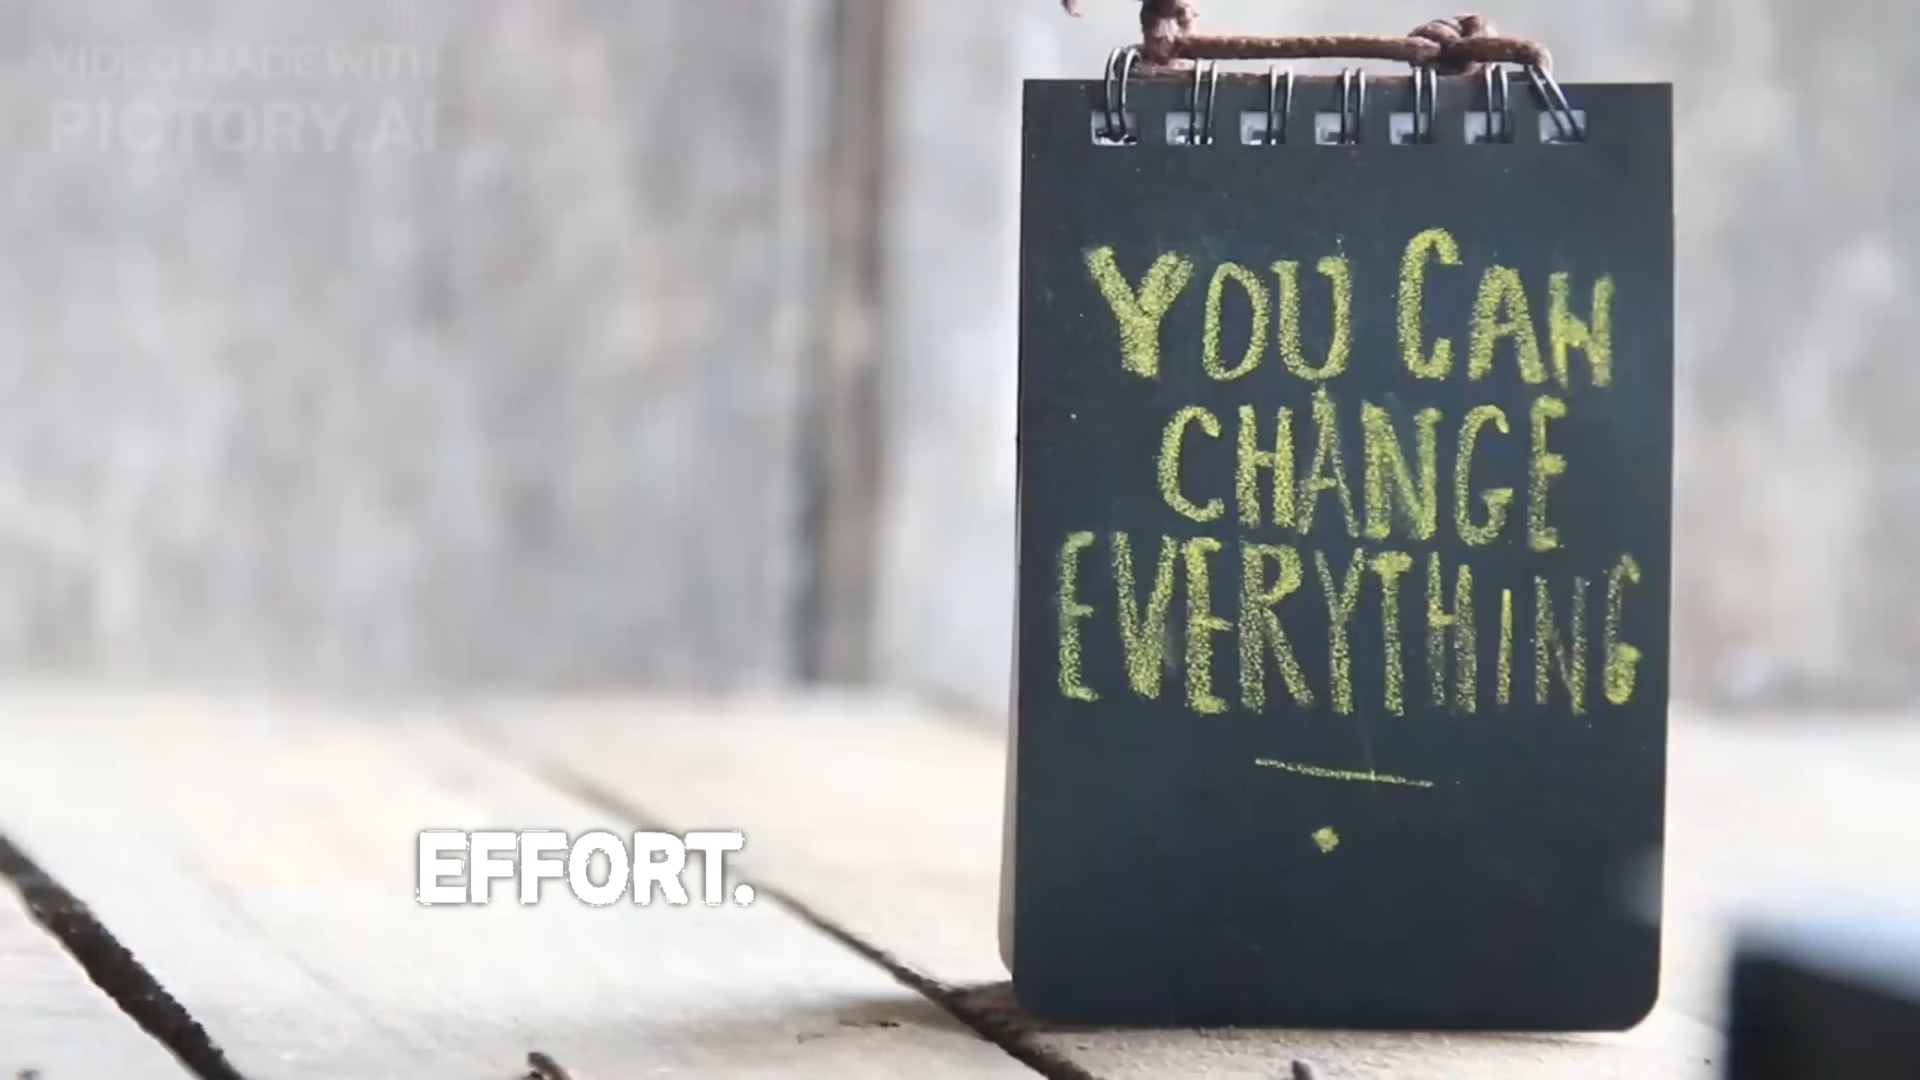 VIDEO MADE WITH
PICTORY.AI
YOU CAN
CHANGE
EVERYTHING
EFFORT.